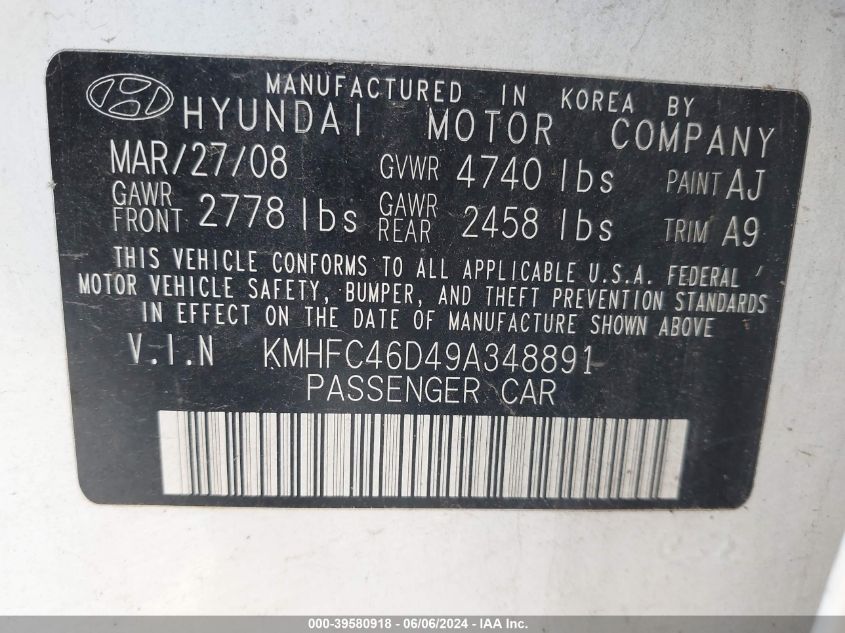 MANUFACTURED IN KOREA BY
HYUNDAI MOTOR COMPANY
MAR/27/08 GVWR 4740 lbs PAINT AJ
GAWR FRONT 2778 lbs GAWR REAR 2458 lbs TRIM A9
THIS VEHICLE CONFORMS TO ALL APPLICABLE U.S.A. FEDERAL
MOTOR VEHICLE SAFETY, BUMPER, AND THEFT PREVENTION STANDARDS
IN EFFECT ON THE DATE OF MANUFACTURE SHOWN ABOVE
V.I.N KMHFC46D49A348891
PASSENGER CAR
000-39580918 - 06/06/2024 - IAA Inc.